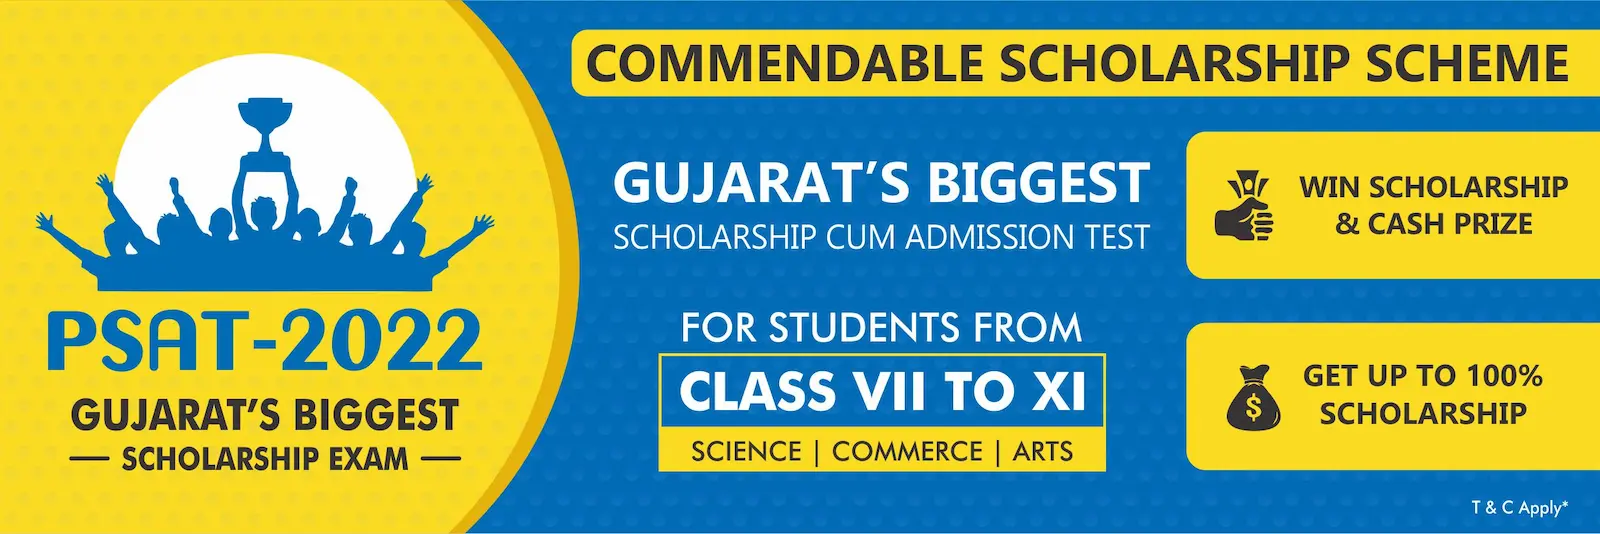 PSAT-2022
GUJARAT'S BIGGEST
SCHOLARSHIP EXAM
COMMENDABLE SCHOLARSHIP SCHEME
GUJARAT'S BIGGEST
SCHOLARSHIP CUM ADMISSION TEST
FOR STUDENTS FROM
CLASS VII TO XI
SCIENCE | COMMERCE | ARTS
WIN SCHOLARSHIP
& CASH PRIZE
$
GET UP TO 100%
SCHOLARSHIP
T & C Apply*